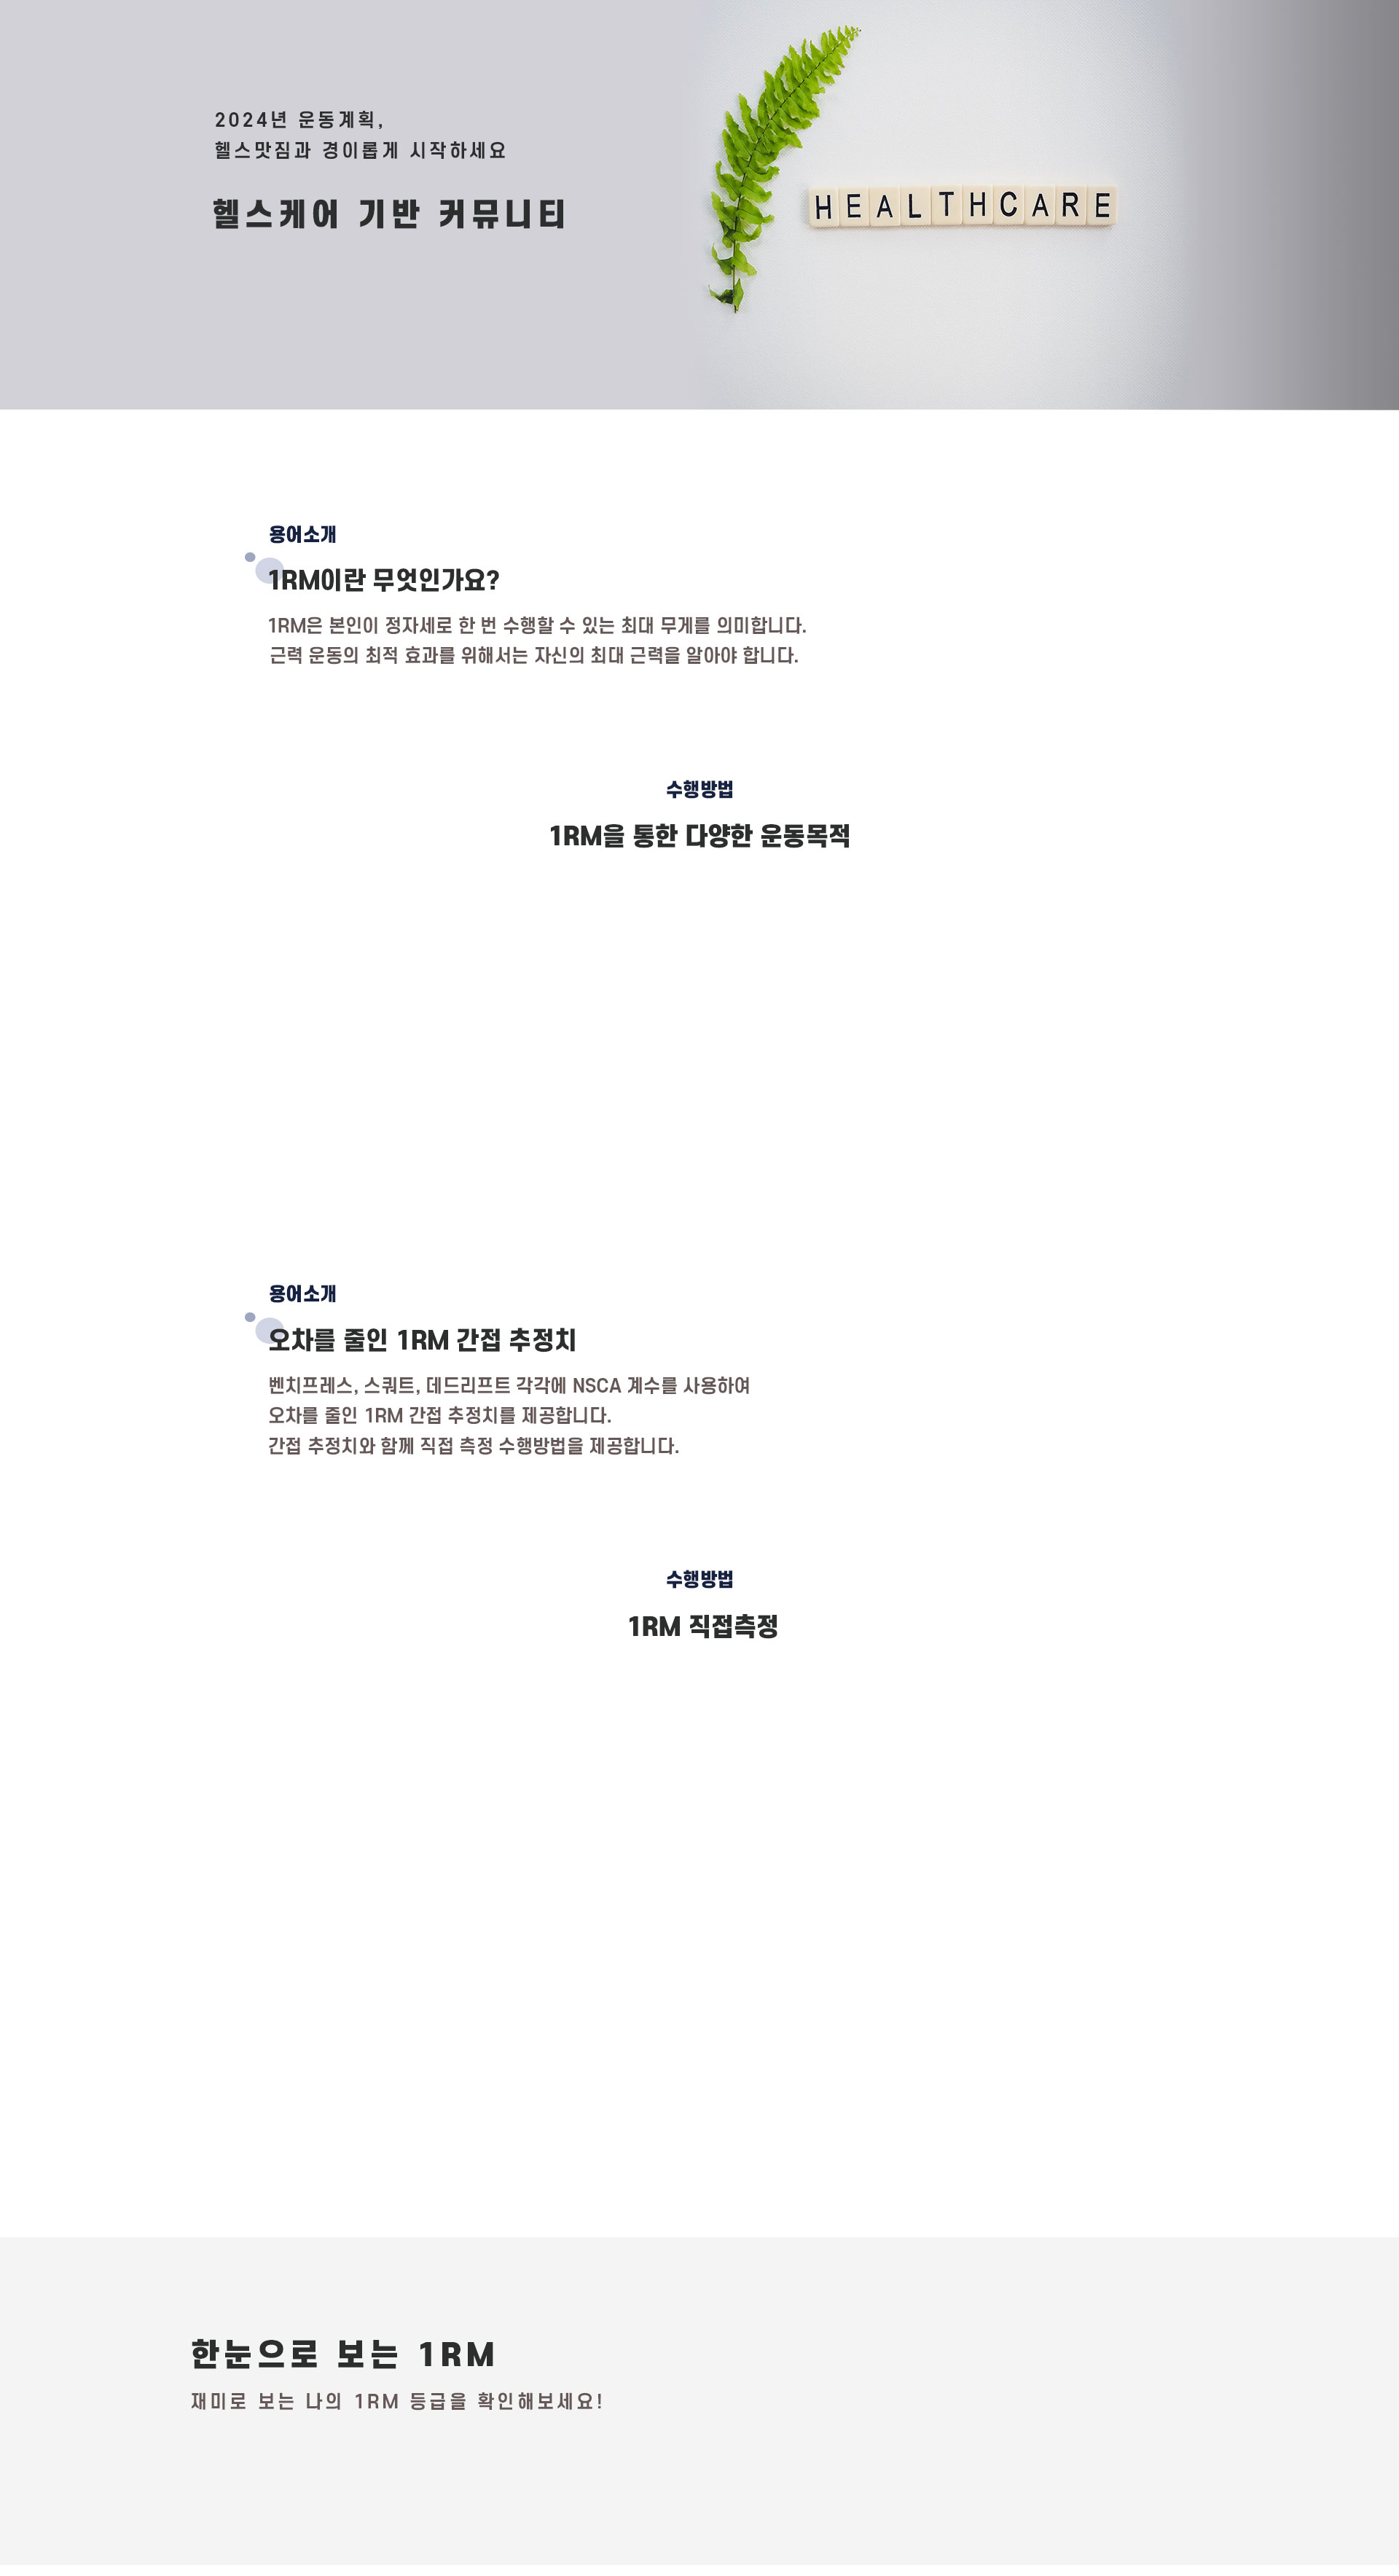 2024년 운동계획,
헬스맛짐과 경이롭게 시작하세요
헬스케어 기반 커뮤니티
HEALTHCARE
용어소개
1RM이란 무엇인가요?
1RM은 본인이 정자세로 한 번 수행할 수 있는 최대 무게를 의미합니다.
근력 운동의 최적 효과를 위해서는 자신의 최대 근력을 알아야 합니다.
수행방법
1RM을 통한 다양한 운동목적
용어소개
오차를 줄인 1RM 간접 추정치
벤치프레스, 스쿼트, 데드리프트 각각에 NSCA 계수를 사용하여
오차를 줄인 1RM 간접 추정치를 제공합니다.
간접 추정치와 함께 직접 측정 수행방법을 제공합니다.
수행방법
1RM 직접측정
한눈으로 보는 1RM
재미로 보는 나의 1RM 등급을 확인해보세요!